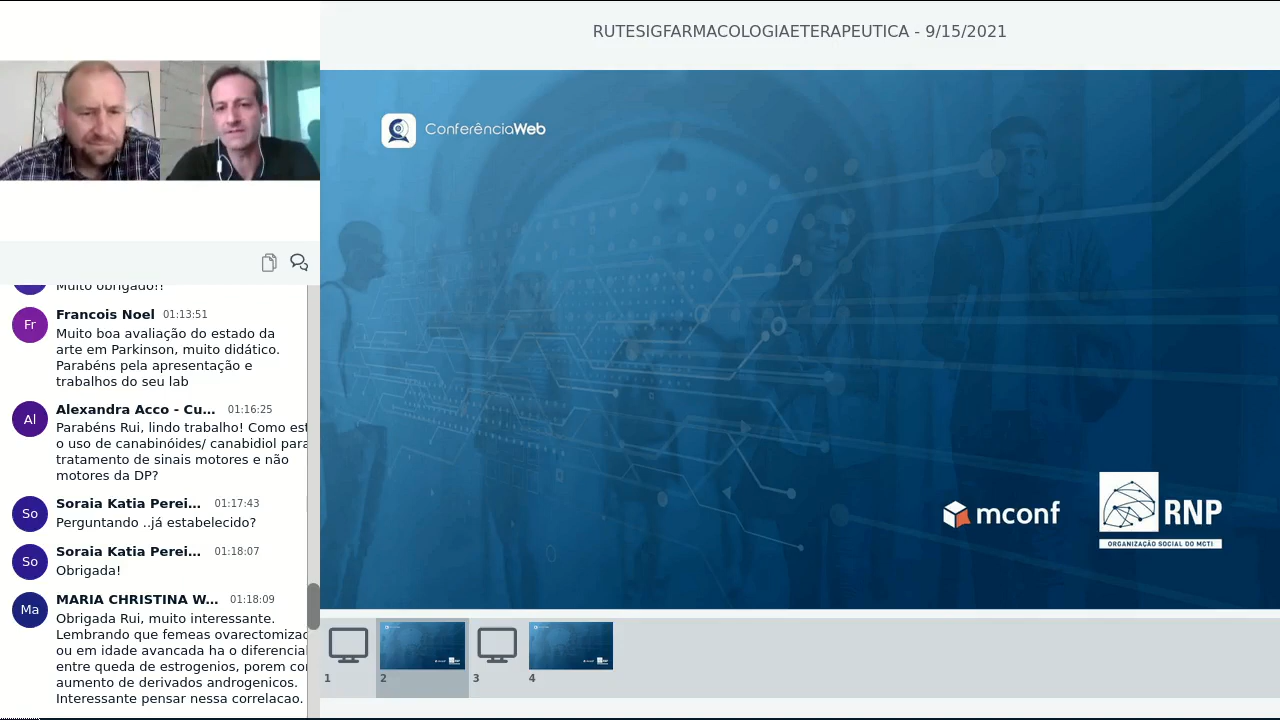 RUTESIGFARMACOLOGIAETERAPEUTICA - 9/15/2021
ConferênciaWeb
Muito obrigado!!
Fr
Francois Noel 01:13:51
Muito boa avaliação do estado da
arte em Parkinson, muito didático.
Parabéns pela apresentação e
trabalhos do seu lab
Al
Alexandra Acco - Cu... 01:16:25
Parabéns Rui, lindo trabalho! Como est
o uso de canabinóides/ canabidiol para
tratamento de sinais motores e não
motores da DP?
So
Soraia Katia Perei... 01:17:43
Perguntando ..já estabelecido?
So
Soraia Katia Perei... 01:18:07
Obrigada!
Ma
MARIA CHRISTINA W... 01:18:09
Obrigada Rui, muito interessante.
Lembrando que femeas ovarectomizad
ou em idade avancada ha o diferencia
entre queda de estrogenios, porem co
aumento de derivados androgenicos.
Interessante pensar nessa correlacao.
mconf
RNP
ORGANIZAÇÃO SOCIAL DO MCTI
1
2
3
4